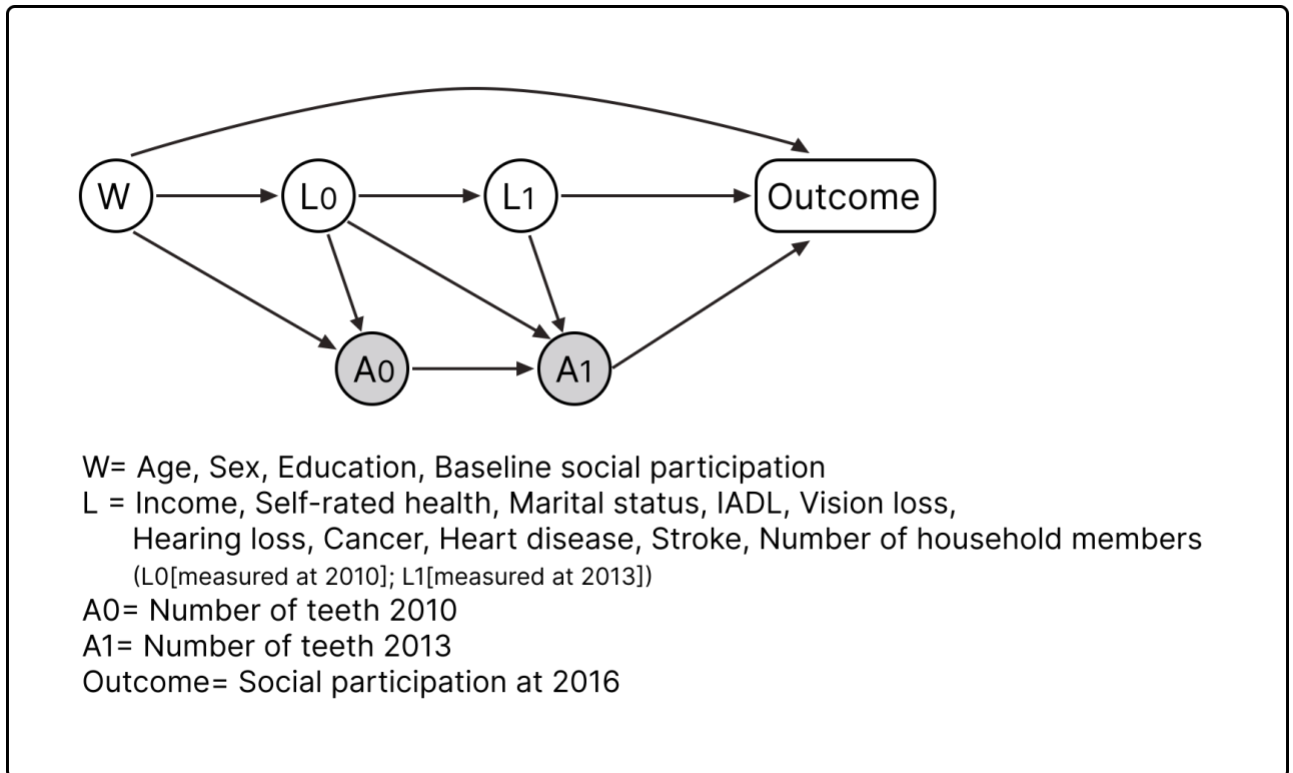 W
L0
L1
Outcome
A0
A1
W= Age, Sex, Education, Baseline social participation
L = Income, Self-rated health, Marital status, IADL, Vision loss,
Hearing loss, Cancer, Heart disease, Stroke, Number of household members
(L0[measured at 2010]; L1[measured at 2013])
A0= Number of teeth 2010
A1= Number of teeth 2013
Outcome= Social participation at 2016